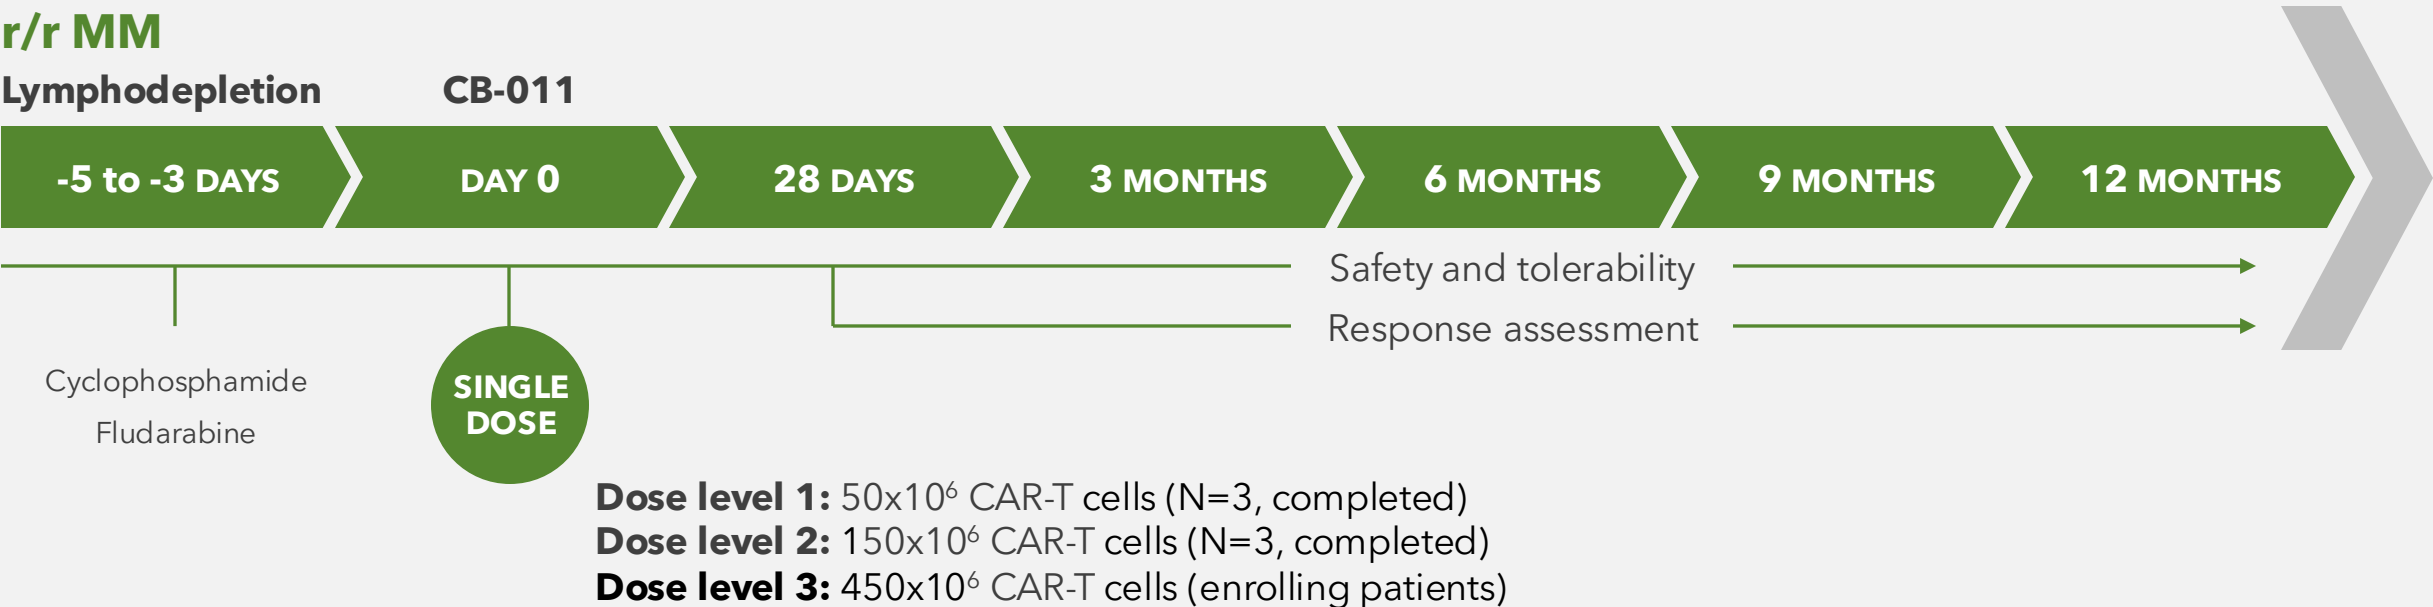 r/r MM
Lymphodepletion
CB-011
-5 to -3 DAYS
DAY 0
28 DAYS
3 MONTHS
6 MONTHS
9 MONTHS
12 MONTHS
Safety and tolerability
Response assessment
Cyclophosphamide
Fludarabine
SINGLE
DOSE
Dose level 1: 50x10⁶ CAR-T cells (N=3, completed)
Dose level 2: 150x10⁶ CAR-T cells (N=3, completed)
Dose level 3: 450x10⁶ CAR-T cells (enrolling patients)